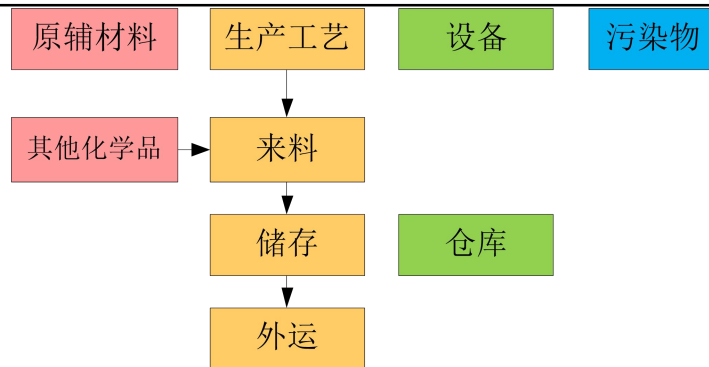 原辅材料
生产工艺
设备
污染物
其他化学品
来料
储存
仓库
外运